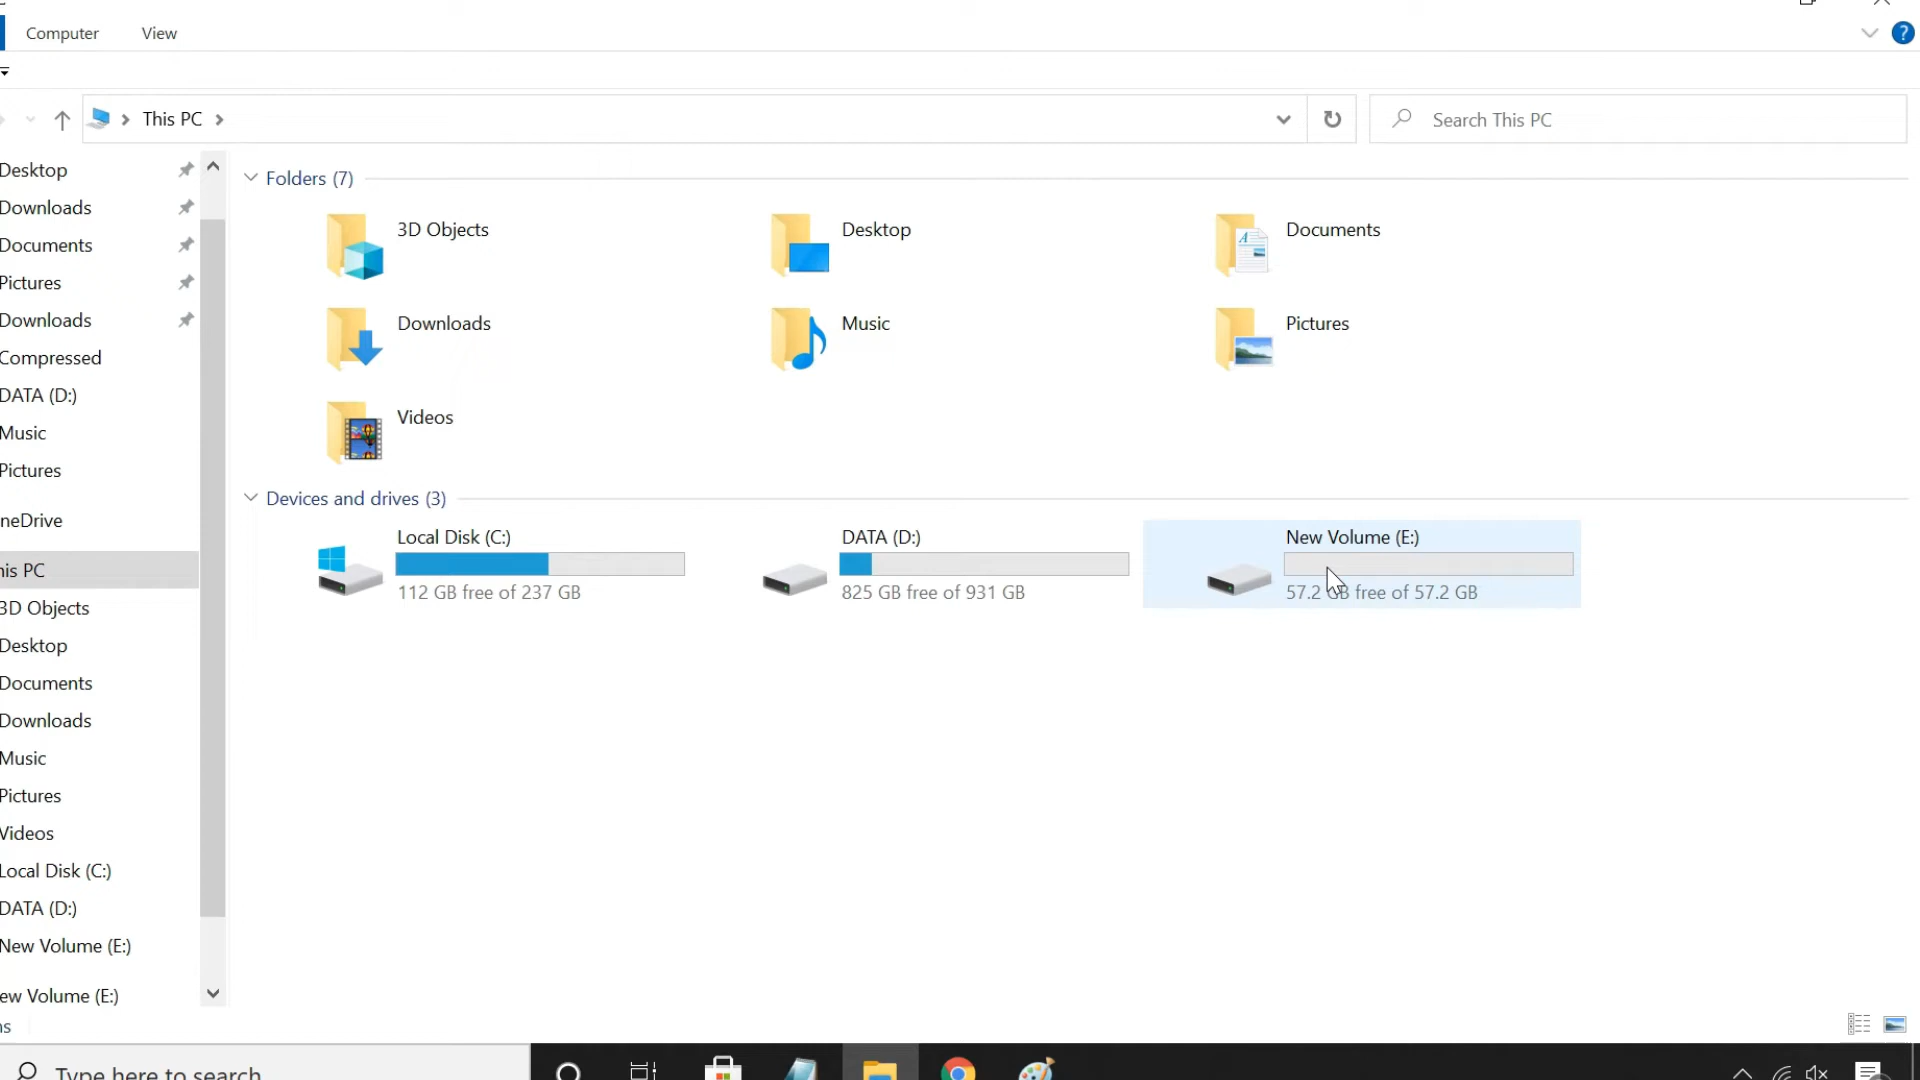 Computer View
This PC
Search This PC
Desktop
Downloads
Documents
Pictures
Downloads
Compressed
DATA (D:)
Music
Pictures
neDrive
his PC
3D Objects
Desktop
Documents
Downloads
Music
Pictures
Videos
Local Disk (C:)
DATA (D:)
New Volume (E:)
ew Volume (E:)
Folders (7)
3D Objects
Desktop
Documents
Downloads
Music
Pictures
Videos
Devices and drives (3)
Local Disk (C:)
112 GB free of 237 GB
DATA (D:)
825 GB free of 931 GB
New Volume (E:)
57.2 GB free of 57.2 GB
ns
Type here to search